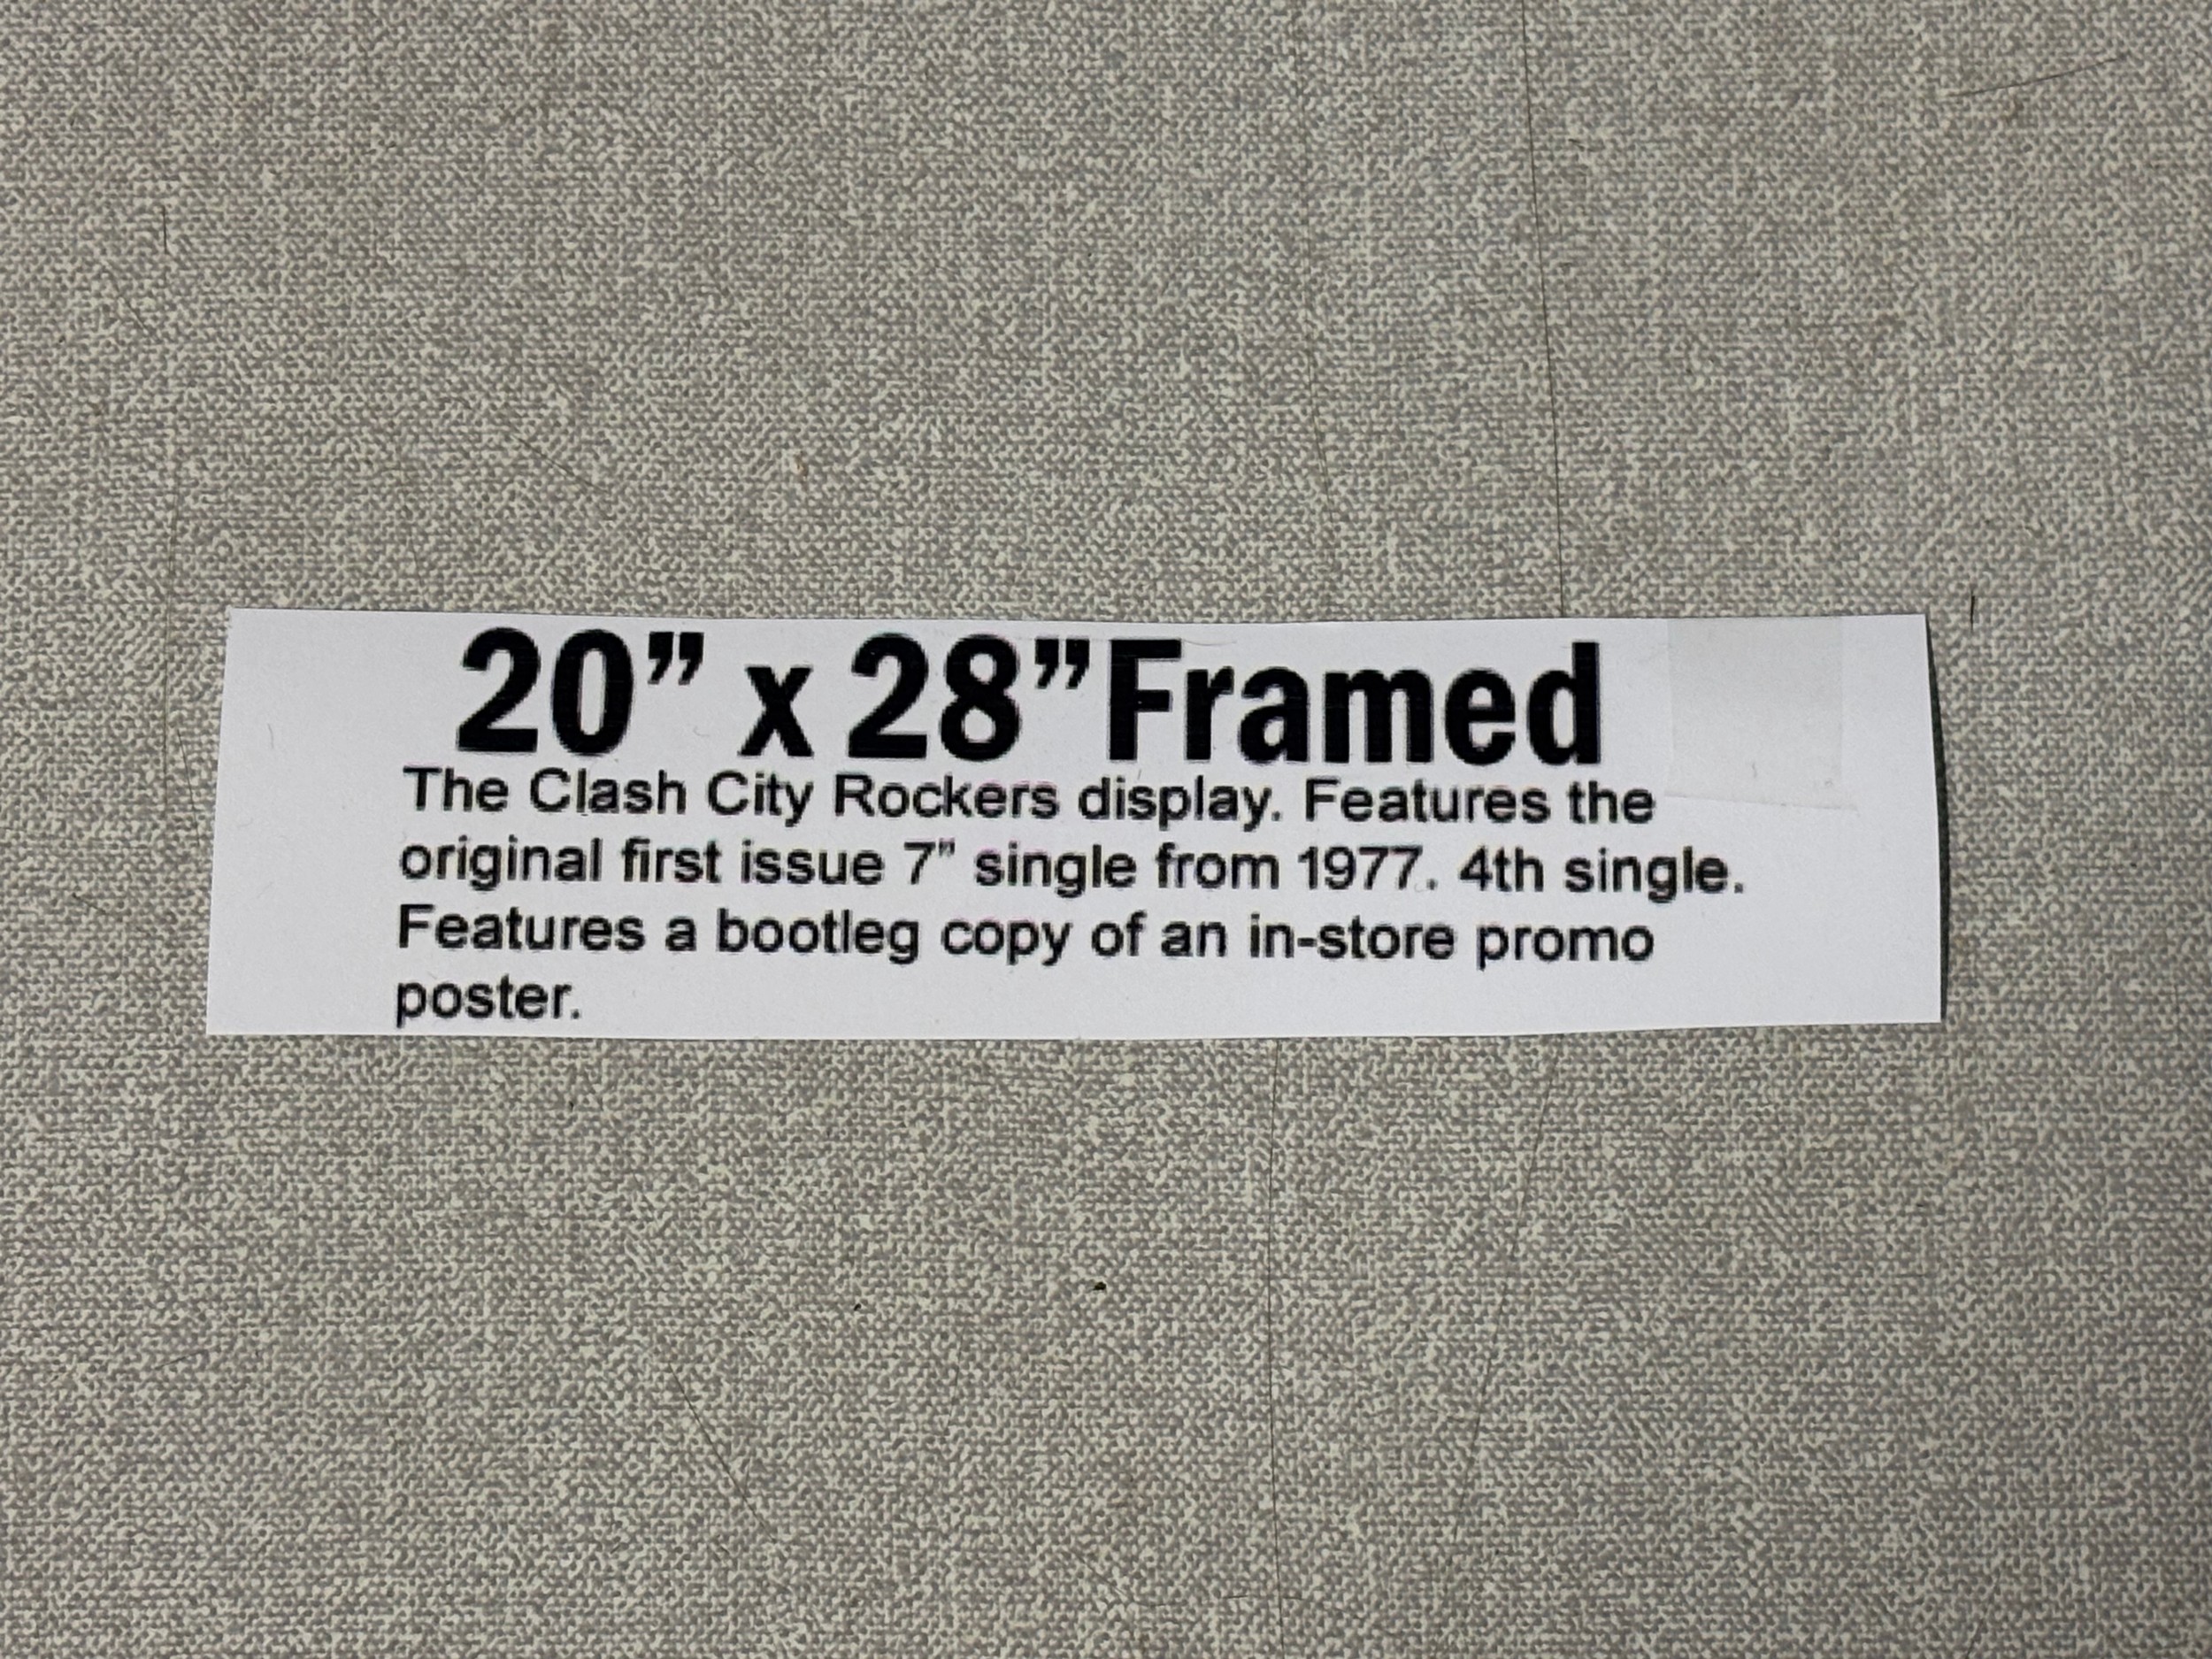 20” x 28”Framed
The Clash City Rockers display. Features the
original first issue 7" single from 1977. 4th single.
Features a bootleg copy of an in-store promo
poster.